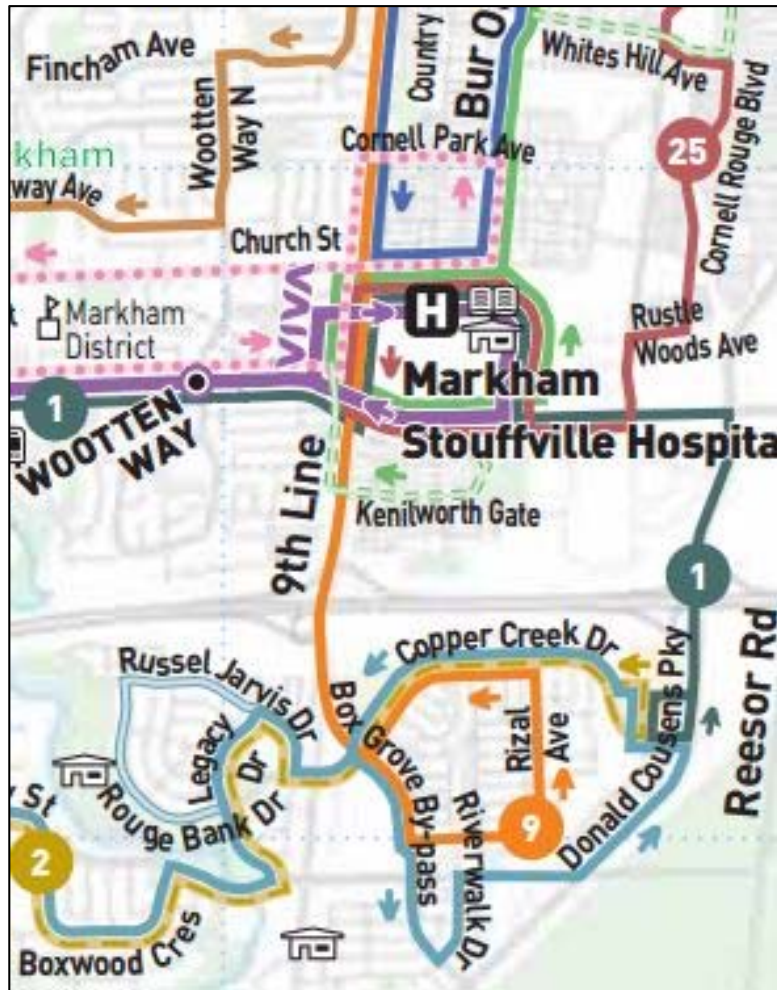 Fincham Ave
Wootten
Way N
Country
Bur O
Whites Hill Ave
Cornell Park Ave
25
Cornell Rouge Blvd
kham
way Ave
Church St
VIVA
H
Markham
District
Rustle
Woods Ave
Markham
Stouffville Hospita
1
WOOTTEN
WAY
9th Line
Kenilworth Gate
1
Copper Creek Dr
Russel Jarvis Dr
Box Grove By-pass
Legacy
Dr
Rizal
Ave
Donald Cousens Pky
Reesor Rd
Rouge Bank Dr
y St
2
9
Riverwalk Dr
Boxwood Cres